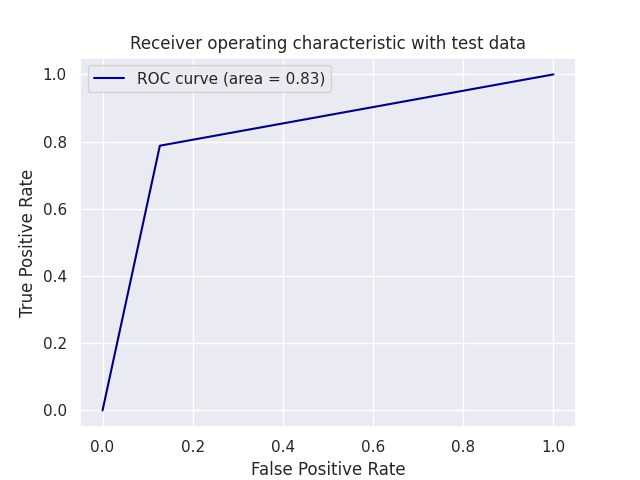 Receiver operating characteristic with test data
ROC curve (area = 0.83)
True Positive Rate
1.0
0.8
0.6
0.4
0.2
0.0
0.0 0.2 0.4 0.6 0.8 1.0
False Positive Rate